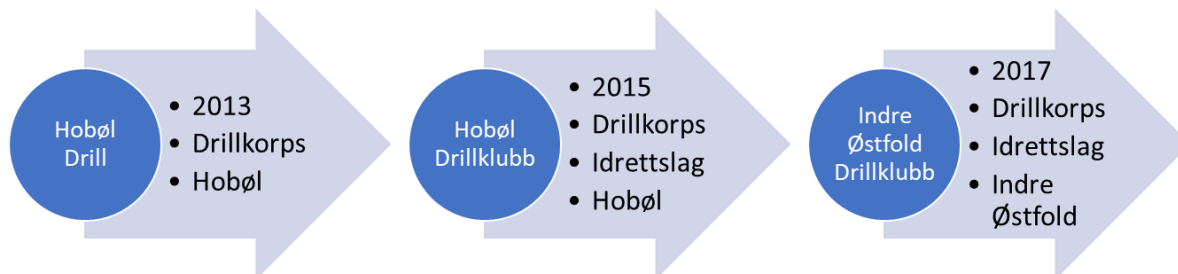 Hobøl
Drill
• 2013
• Drillkorps
• Hobøl
Hobøl
Drillklubb
• 2015
• Drillkorps
• Idrettslag
• Hobøl
Indre
Østfold
Drillklubb
• 2017
• Drillkorps
• Idrettslag
• Indre
Østfold